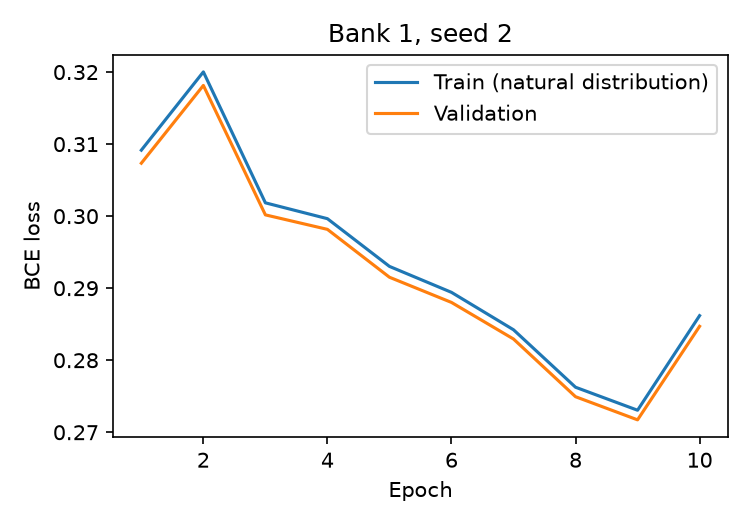 Bank 1, seed 2
Train (natural distribution)
Validation
0.32
0.31
0.30
0.29
0.28
0.27
BCE loss
2 4 6 8 10
Epoch